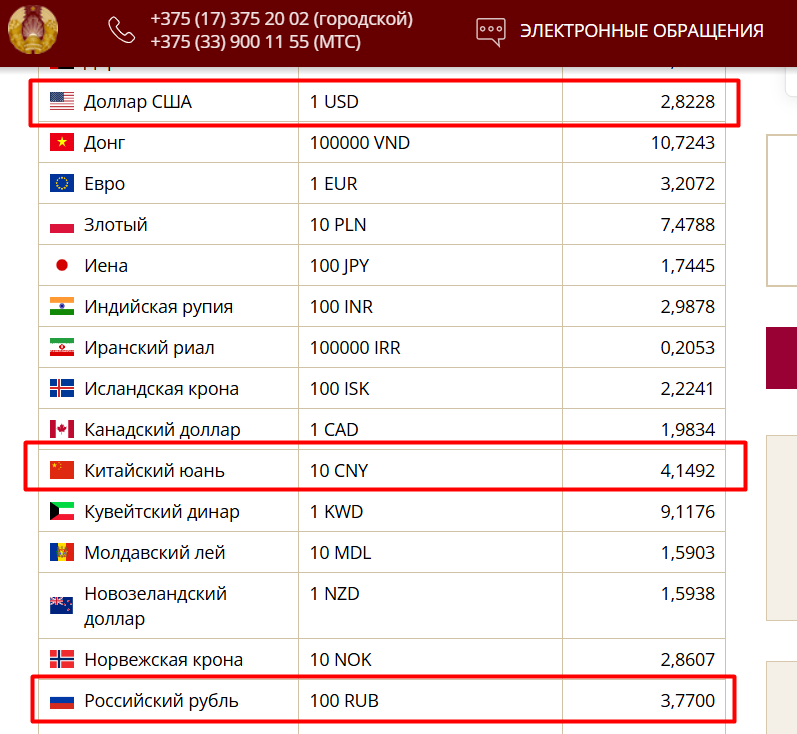 +375 (17) 375 20 02 (городской)
+375 (33) 900 11 55 (МТС)
ЭЛЕКТРОННЫЕ ОБРАЩЕНИЯ
Доллар США 1 USD 2,8228
Донг 100000 VND 10,7243
Евро 1 EUR 3,2072
Злотый 10 PLN 7,4788
Иена 100 JPY 1,7445
Индийская рупия 100 INR 2,9878
Иранский риал 100000 IRR 0,2053
Исландская крона 100 ISK 2,2241
Канадский доллар 1 CAD 1,9834
Китайский юань 10 CNY 4,1492
Кувейтский динар 1 KWD 9,1176
Молдавский лей 10 MDL 1,5903
Новозеландский 1 NZD 1,5938
доллар
Норвежская крона 10 NOK 2,8607
Российский рубль 100 RUB 3,7700